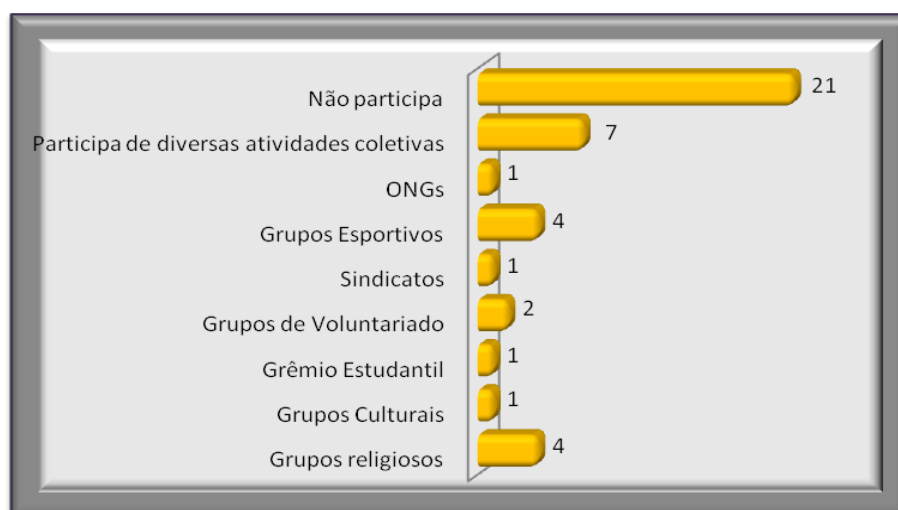 Não participa 21
Participa de diversas atividades coletivas 7
ONGs 1
Grupos Esportivos 4
Sindicatos 1
Grupos de Voluntariado 2
Grêmio Estudantil 1
Grupos Culturais 1
Grupos religiosos 4